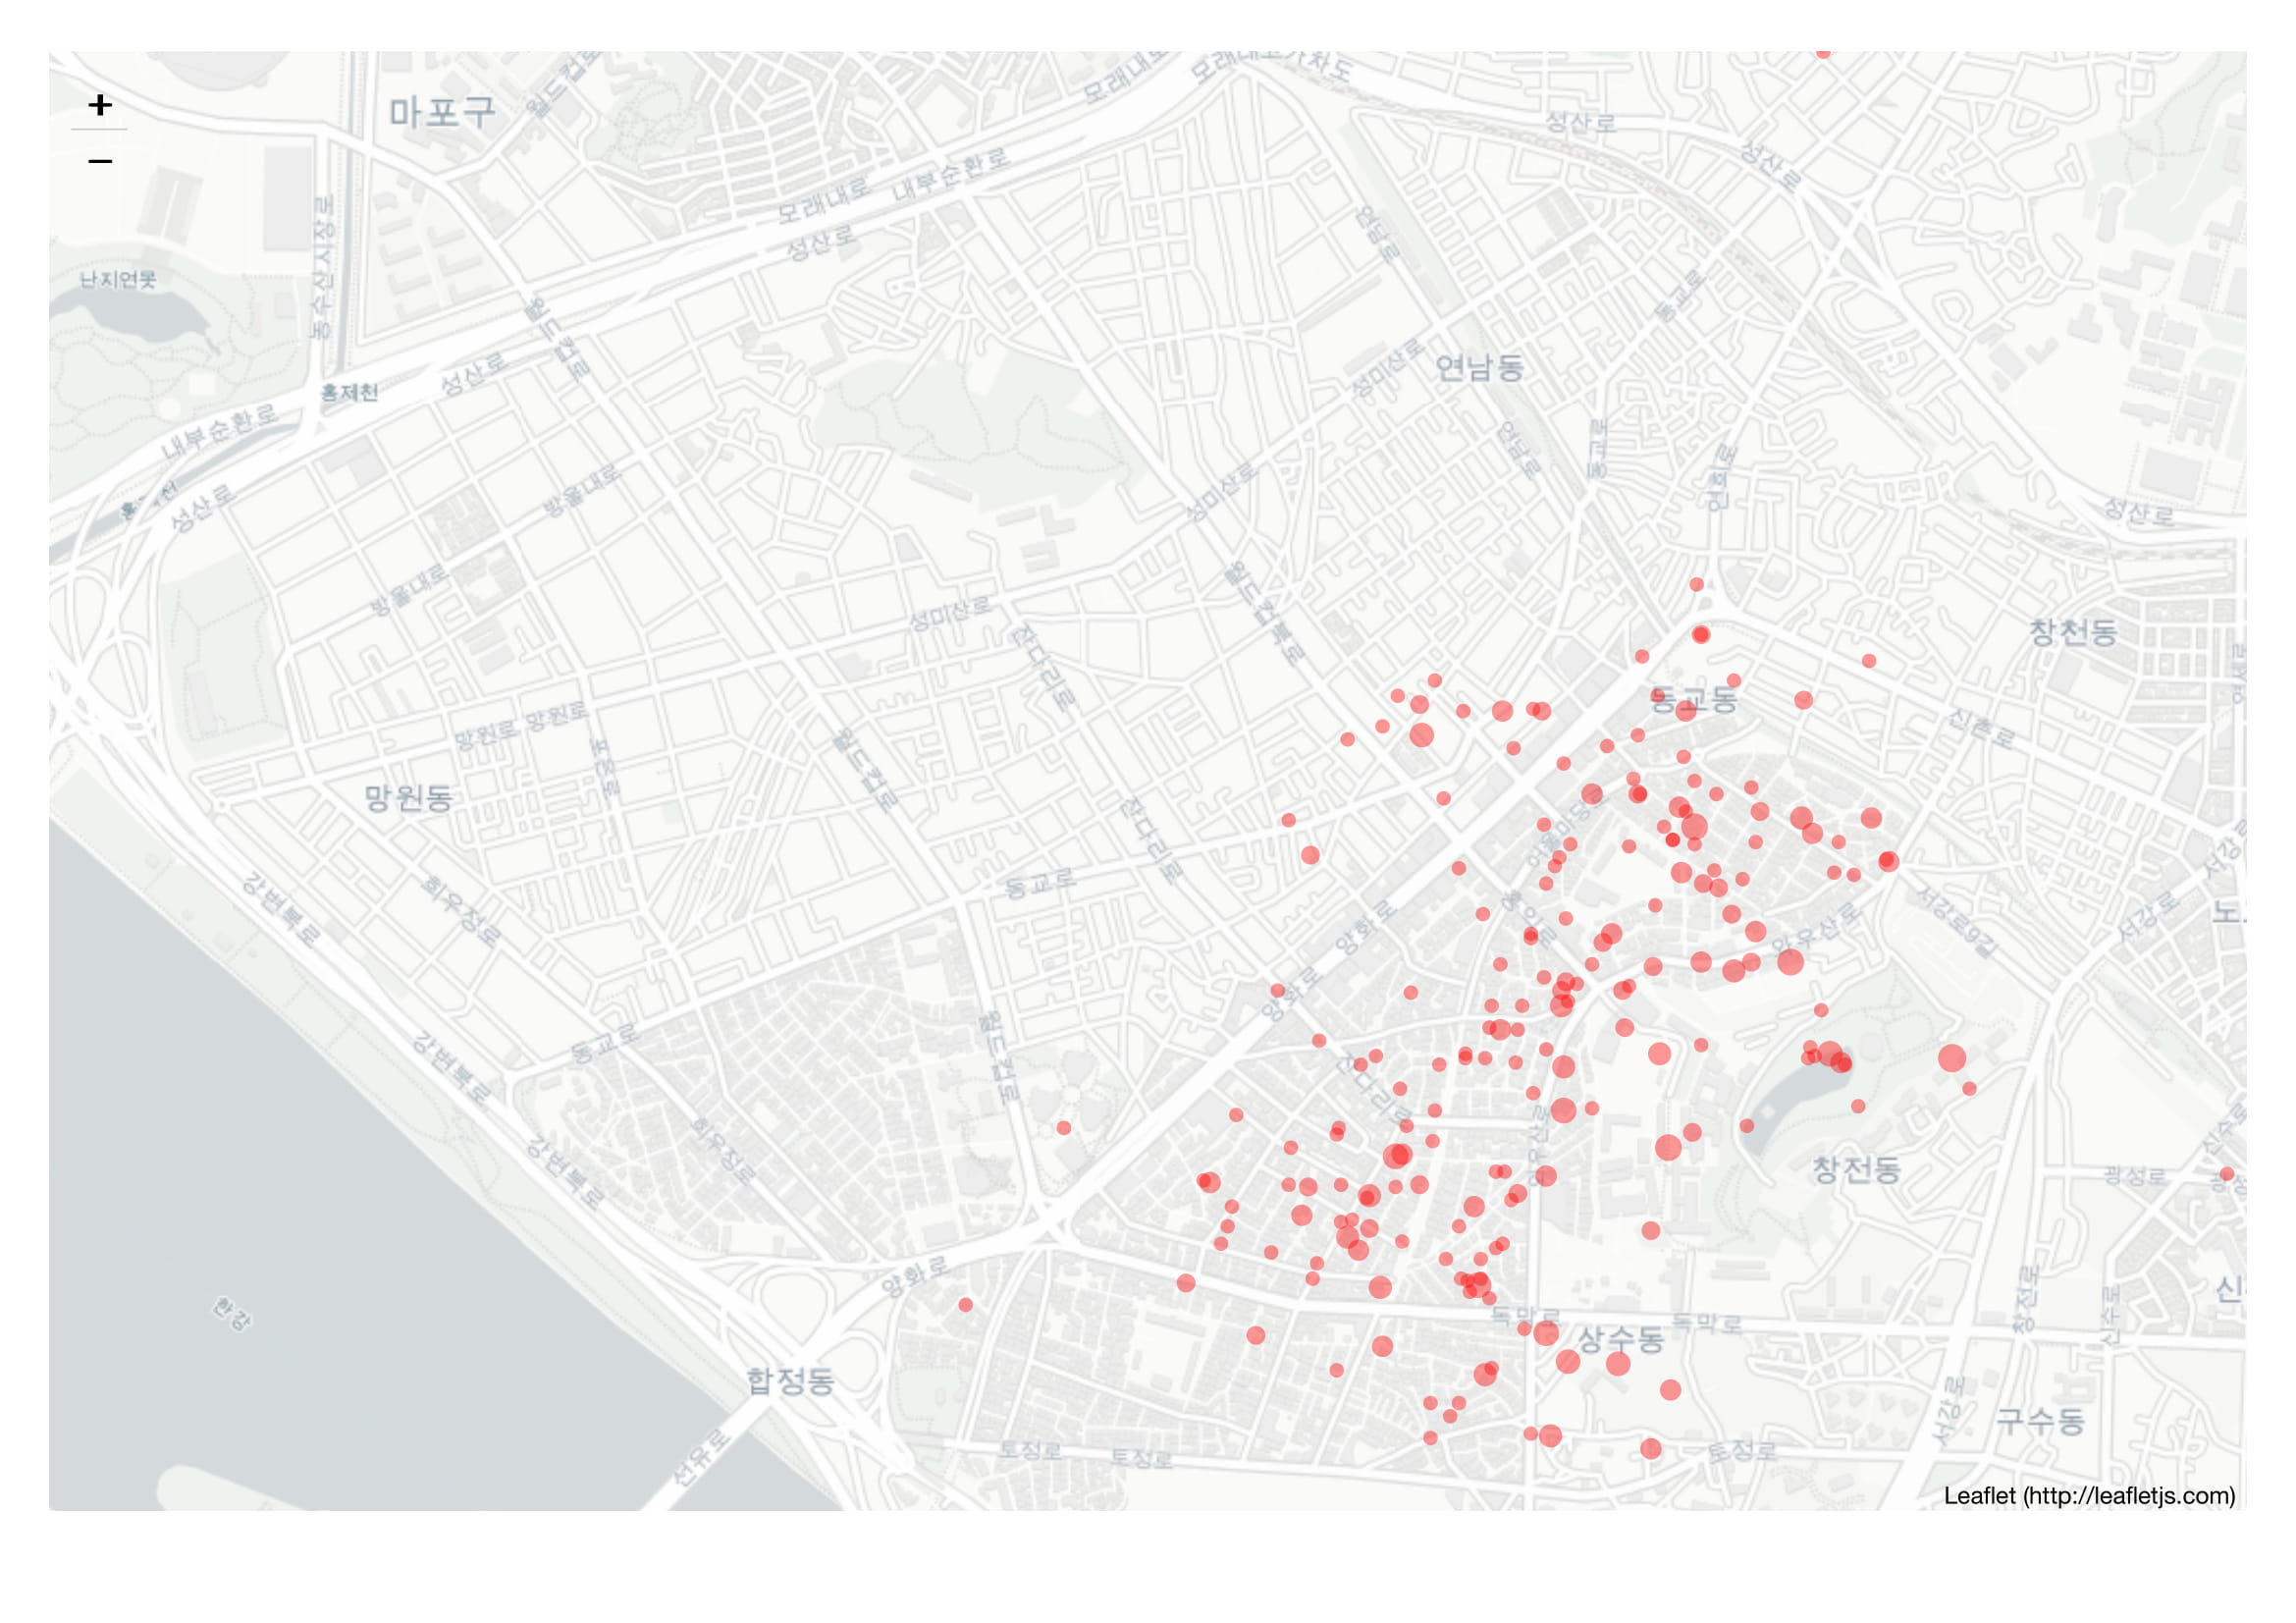 +
−
마포구
월드컵로
모래내로
모래내고가차도
성산로
성산로
내부순환로
모래내로
성산로
연남로
난지연못
농수산시장로
월드컵로
동교로
연남동
성미산로
성산로
홍제천
내부순환로
연남로
동교로
연희로
성미산로
방울내로
성산로
성산로
월드컵북로
방울내로
성미산로
잔다리로
창천동
동교동
신촌로
망원로 망원로
포은로
월드컵로
망원동
잔다리로
서강로
동교로
희우정로
강변북로
양화로
홍익로
와우산로
서강로9길
서강로
양화로
월드컵로
동교로
강변북로
잔다리로
희우정로
와우산로
신수로
강변북로
창전동
광성로
양화로
한강
독막로
독막로
창전로
신수로
상수동
합정동
서강로
구수동
선유로
토정로
토정로
토정로
Leaflet (http://leafletjs.com)